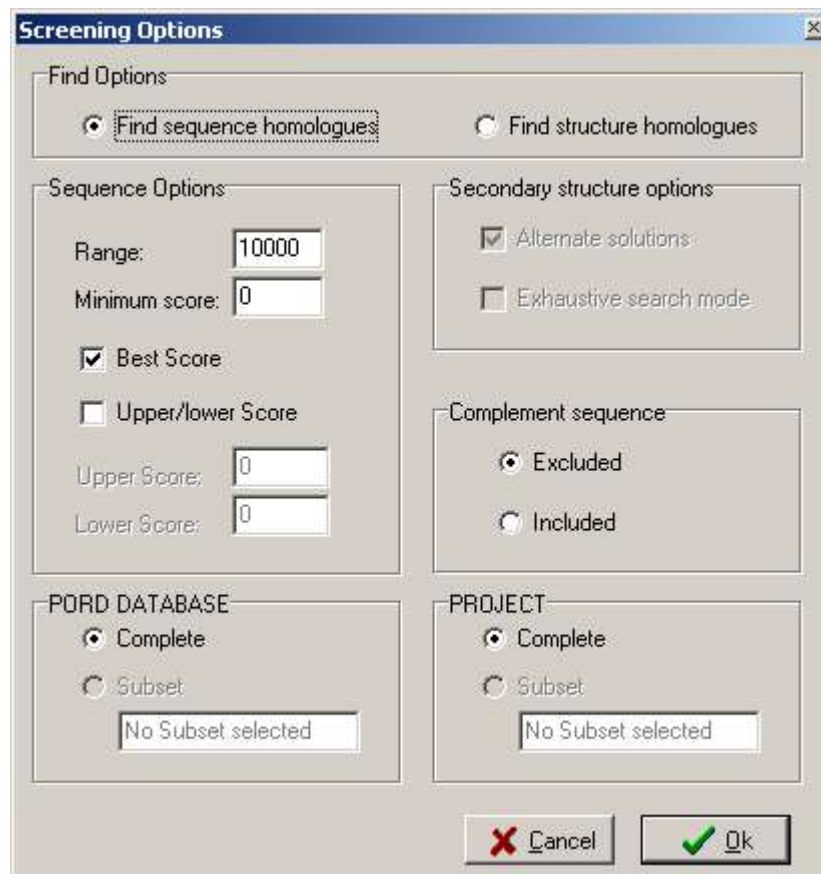 Screening Options
Find Options
Find sequence homologues
Find structure homologues
Sequence Options
Range:
10000
Minimum score:
0
Best Score
Upper/lower Score
Upper Score:
0
Lower Score:
0
Secondary structure options
Alternate solutions
Exhaustive search mode
Complement sequence
Excluded
Included
PORD DATABASE
Complete
Subset
No Subset selected
PROJECT
Complete
Subset
No Subset selected
Cancel
Ok